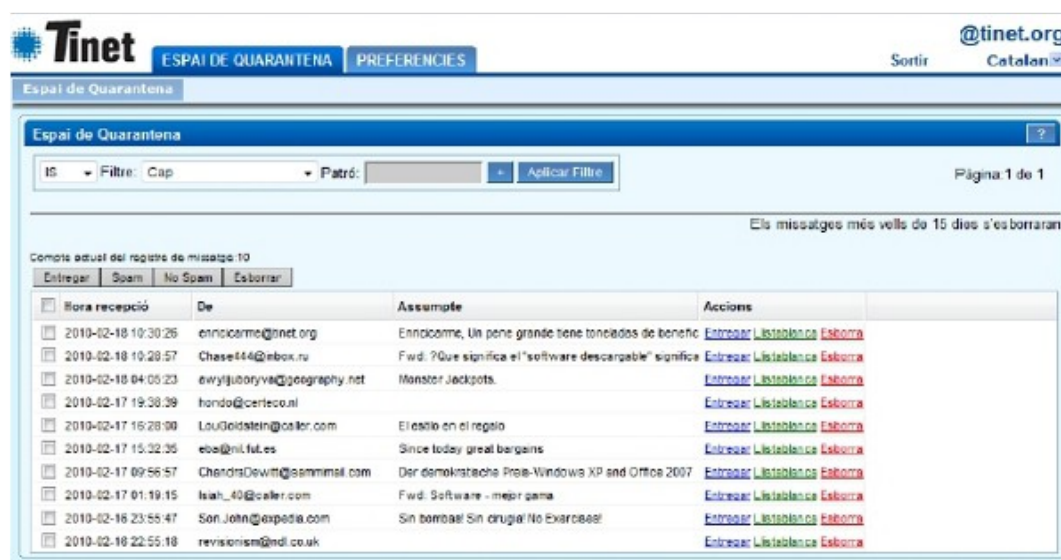 Tinet
@tinet.org
ESPAI DE QUARANTENA PREFERENCIES Sortir Catalan
Espai de Quarantena
Espai de Quarantena ?
IS Filtre: Cap Patró: + Aplicar Filtre Pàgina:1 de 1
Els missatges més vells de 15 dies s'esborraran
Compte actual del registre de missatge:10
Entregar Spam No Spam Esborrar
Hora recepció De Assumpte Accions
2010-02-18 10:30:26 enricicarme@tinet.org Enricicarme, Un pene grande tiene toneladas de benefic Entregar Llistablanca Esborra
2010-02-18 10:28:57 Chase444@inbox.ru Fwd: ?Que significa el "software descargable" significa Entregar Llistablanca Esborra
2010-02-18 04:05:23 Monster Jackpots. Entregar Llistablanca Esborra
2010-02-17 19:38:39 hondo@certeco.nl Entregar Llistablanca Esborra
2010-02-17 16:28:00 LouGoldstein@caller.com El estilo en el regalo Entregar Llistablanca Esborra
2010-02-17 15:32:35 eba@nil.fut.es Since today great bargains Entregar Llistablanca Esborra
2010-02-17 09:56:57 ChandraDewitt@sammimail.com Der demokratische Preis-Windows XP and Office 2007 Entregar Llistablanca Esborra
2010-02-17 01:19:15 Isiah_40@caller.com Fwd: Software - mejor gama Entregar Llistablanca Esborra
2010-02-16 23:55:47 Son.John@expedia.com Sin bombas! Sin cirugia! No Exercises! Entregar Llistablanca Esborra
2010-02-16 22:55:18 revisionism@ndl.co.uk Entregar Llistablanca Esborra